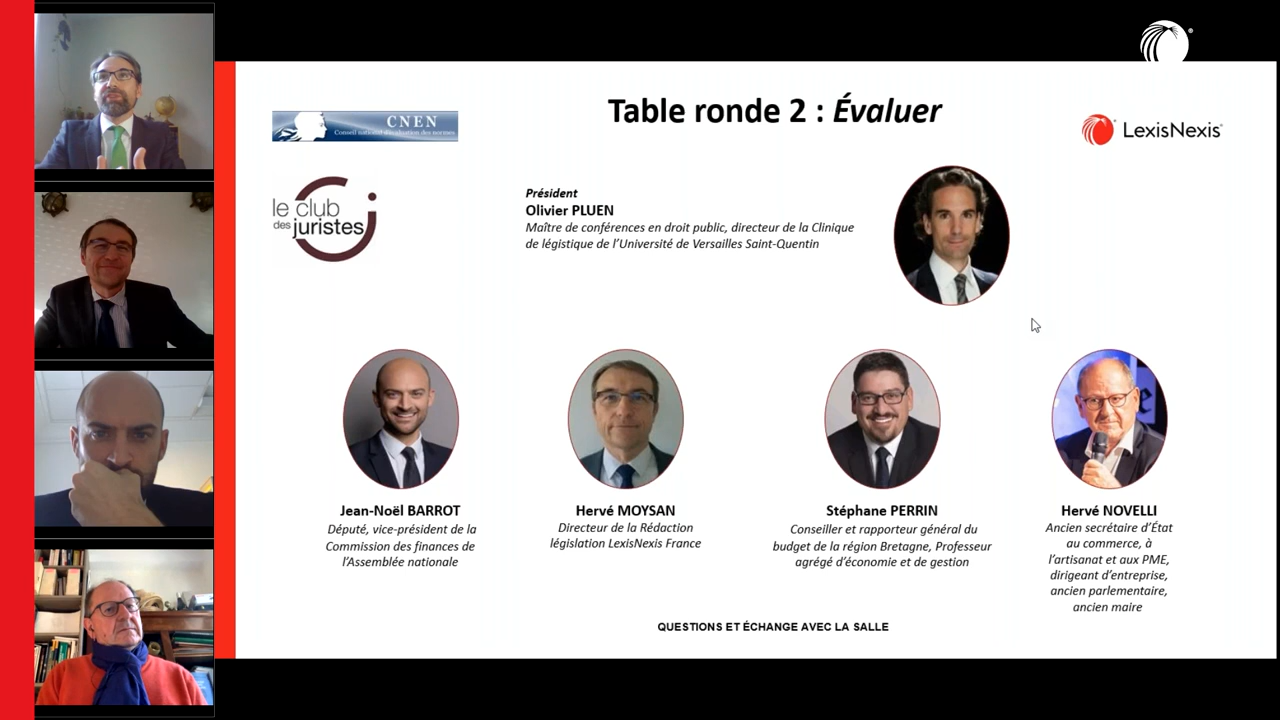 Table ronde 2 : Évaluer
CNEN
Conseil national d'évaluation des normes
LexisNexis®
le club
des juristes
Président
Olivier PLUEN
Maître de conférences en droit public, directeur de la Clinique
de légistique de l'Université de Versailles Saint-Quentin
Jean-Noël BARROT
Député, vice-président de la
Commission des finances de
l'Assemblée nationale
Hervé MOYSAN
Directeur de la Rédaction
législation LexisNexis France
Stéphane PERRIN
Conseiller et rapporteur général du
budget de la région Bretagne, Professeur
agrégé d'économie et de gestion
Hervé NOVELLI
Ancien secrétaire d'État
au commerce, à
l'artisanat et aux PME,
dirigeant d'entreprise,
ancien parlementaire,
ancien maire
QUESTIONS ET ÉCHANGE AVEC LA SALLE